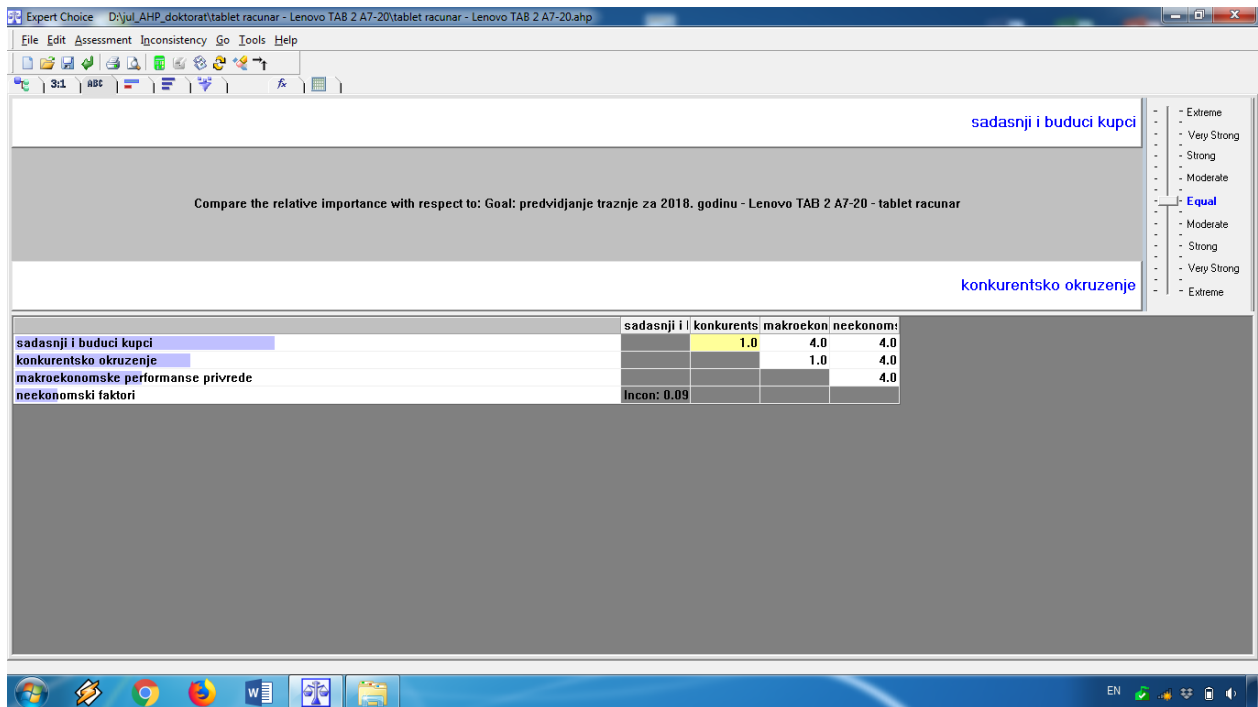 Expert Choice D:\jul_AHP_doktorat\tablet racunar - Lenovo TAB 2 A7-20\tablet racunar - Lenovo TAB 2 A7-20.ahp
File Edit Assessment Inconsistency Go Tools Help
3:1 ABC fx
sadasnji i buduci kupci
Compare the relative importance with respect to: Goal: predvidjanje traznje za 2018. godinu - Lenovo TAB 2 A7-20 - tablet racunar
konkurentsko okruzenje
Extreme
Very Strong
Strong
Moderate
Equal
Moderate
Strong
Very Strong
Extreme
sadasnji i konkurents makroekon neekonom
sadasnji i buduci kupci 1.0 4.0 4.0
konkurentsko okruzenje 1.0 4.0
makroekonomske performanse privrede 4.0
neekonomski faktori Incon: 0.09
W
EN